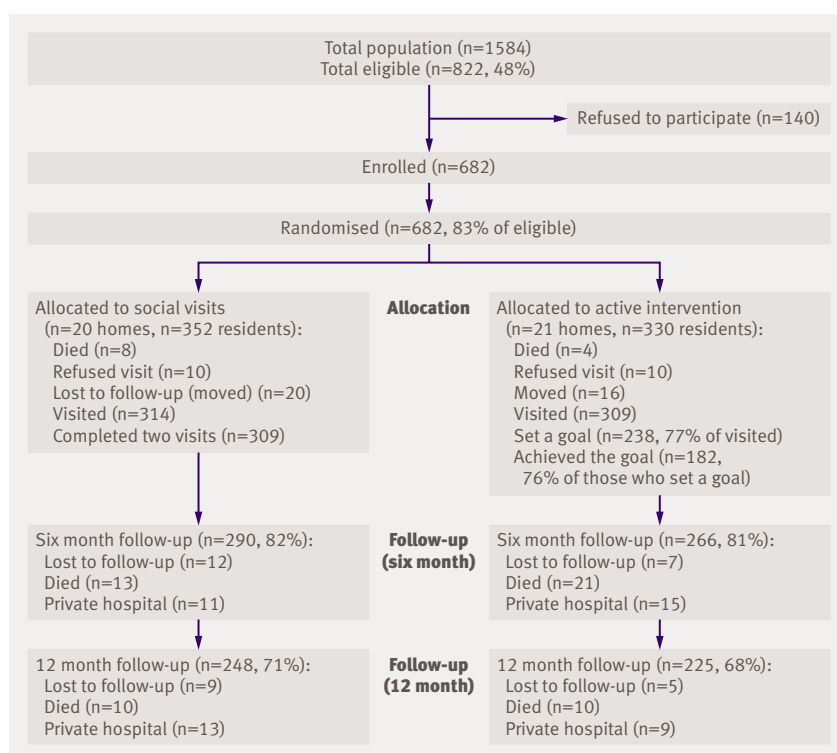 Total population (n=1584)
Total eligible (n=822, 48%)
Refused to participate (n=140)
Enrolled (n=682)
Randomised (n=682, 83% of eligible)
Allocated to social visits
(n=20 homes, n=352 residents):
Died (n=8)
Refused visit (n=10)
Lost to follow-up (moved) (n=20)
Visited (n=314)
Completed two visits (n=309)
Allocation
Allocated to active intervention
(n=21 homes, n=330 residents):
Died (n=4)
Refused visit (n=10)
Moved (n=16)
Visited (n=309)
Set a goal (n=238, 77% of visited)
Achieved the goal (n=182,
76% of those who set a goal)
Six month follow-up (n=290, 82%):
Lost to follow-up (n=12)
Died (n=13)
Private hospital (n=11)
Follow-up
(six month)
Six month follow-up (n=266, 81%):
Lost to follow-up (n=7)
Died (n=21)
Private hospital (n=15)
12 month follow-up (n=248, 71%):
Lost to follow-up (n=9)
Died (n=10)
Private hospital (n=13)
Follow-up
(12 month)
12 month follow-up (n=225, 68%):
Lost to follow-up (n=5)
Died (n=10)
Private hospital (n=9)